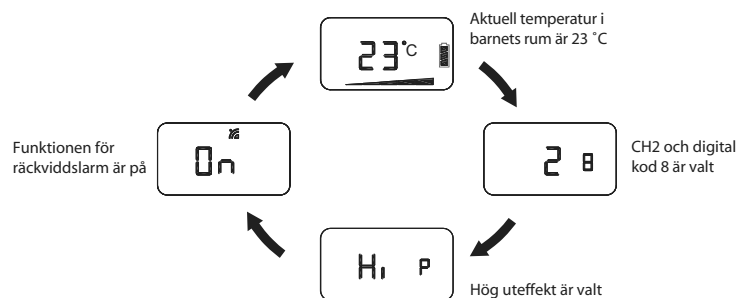 23°C
Aktuell temperatur i
barnets rum är 23 ˚C
2 8
CH2 och digital
kod 8 är valt
Hi P
Hög uteffekt är valt
On
Funktionen för
räckviddslarm är på